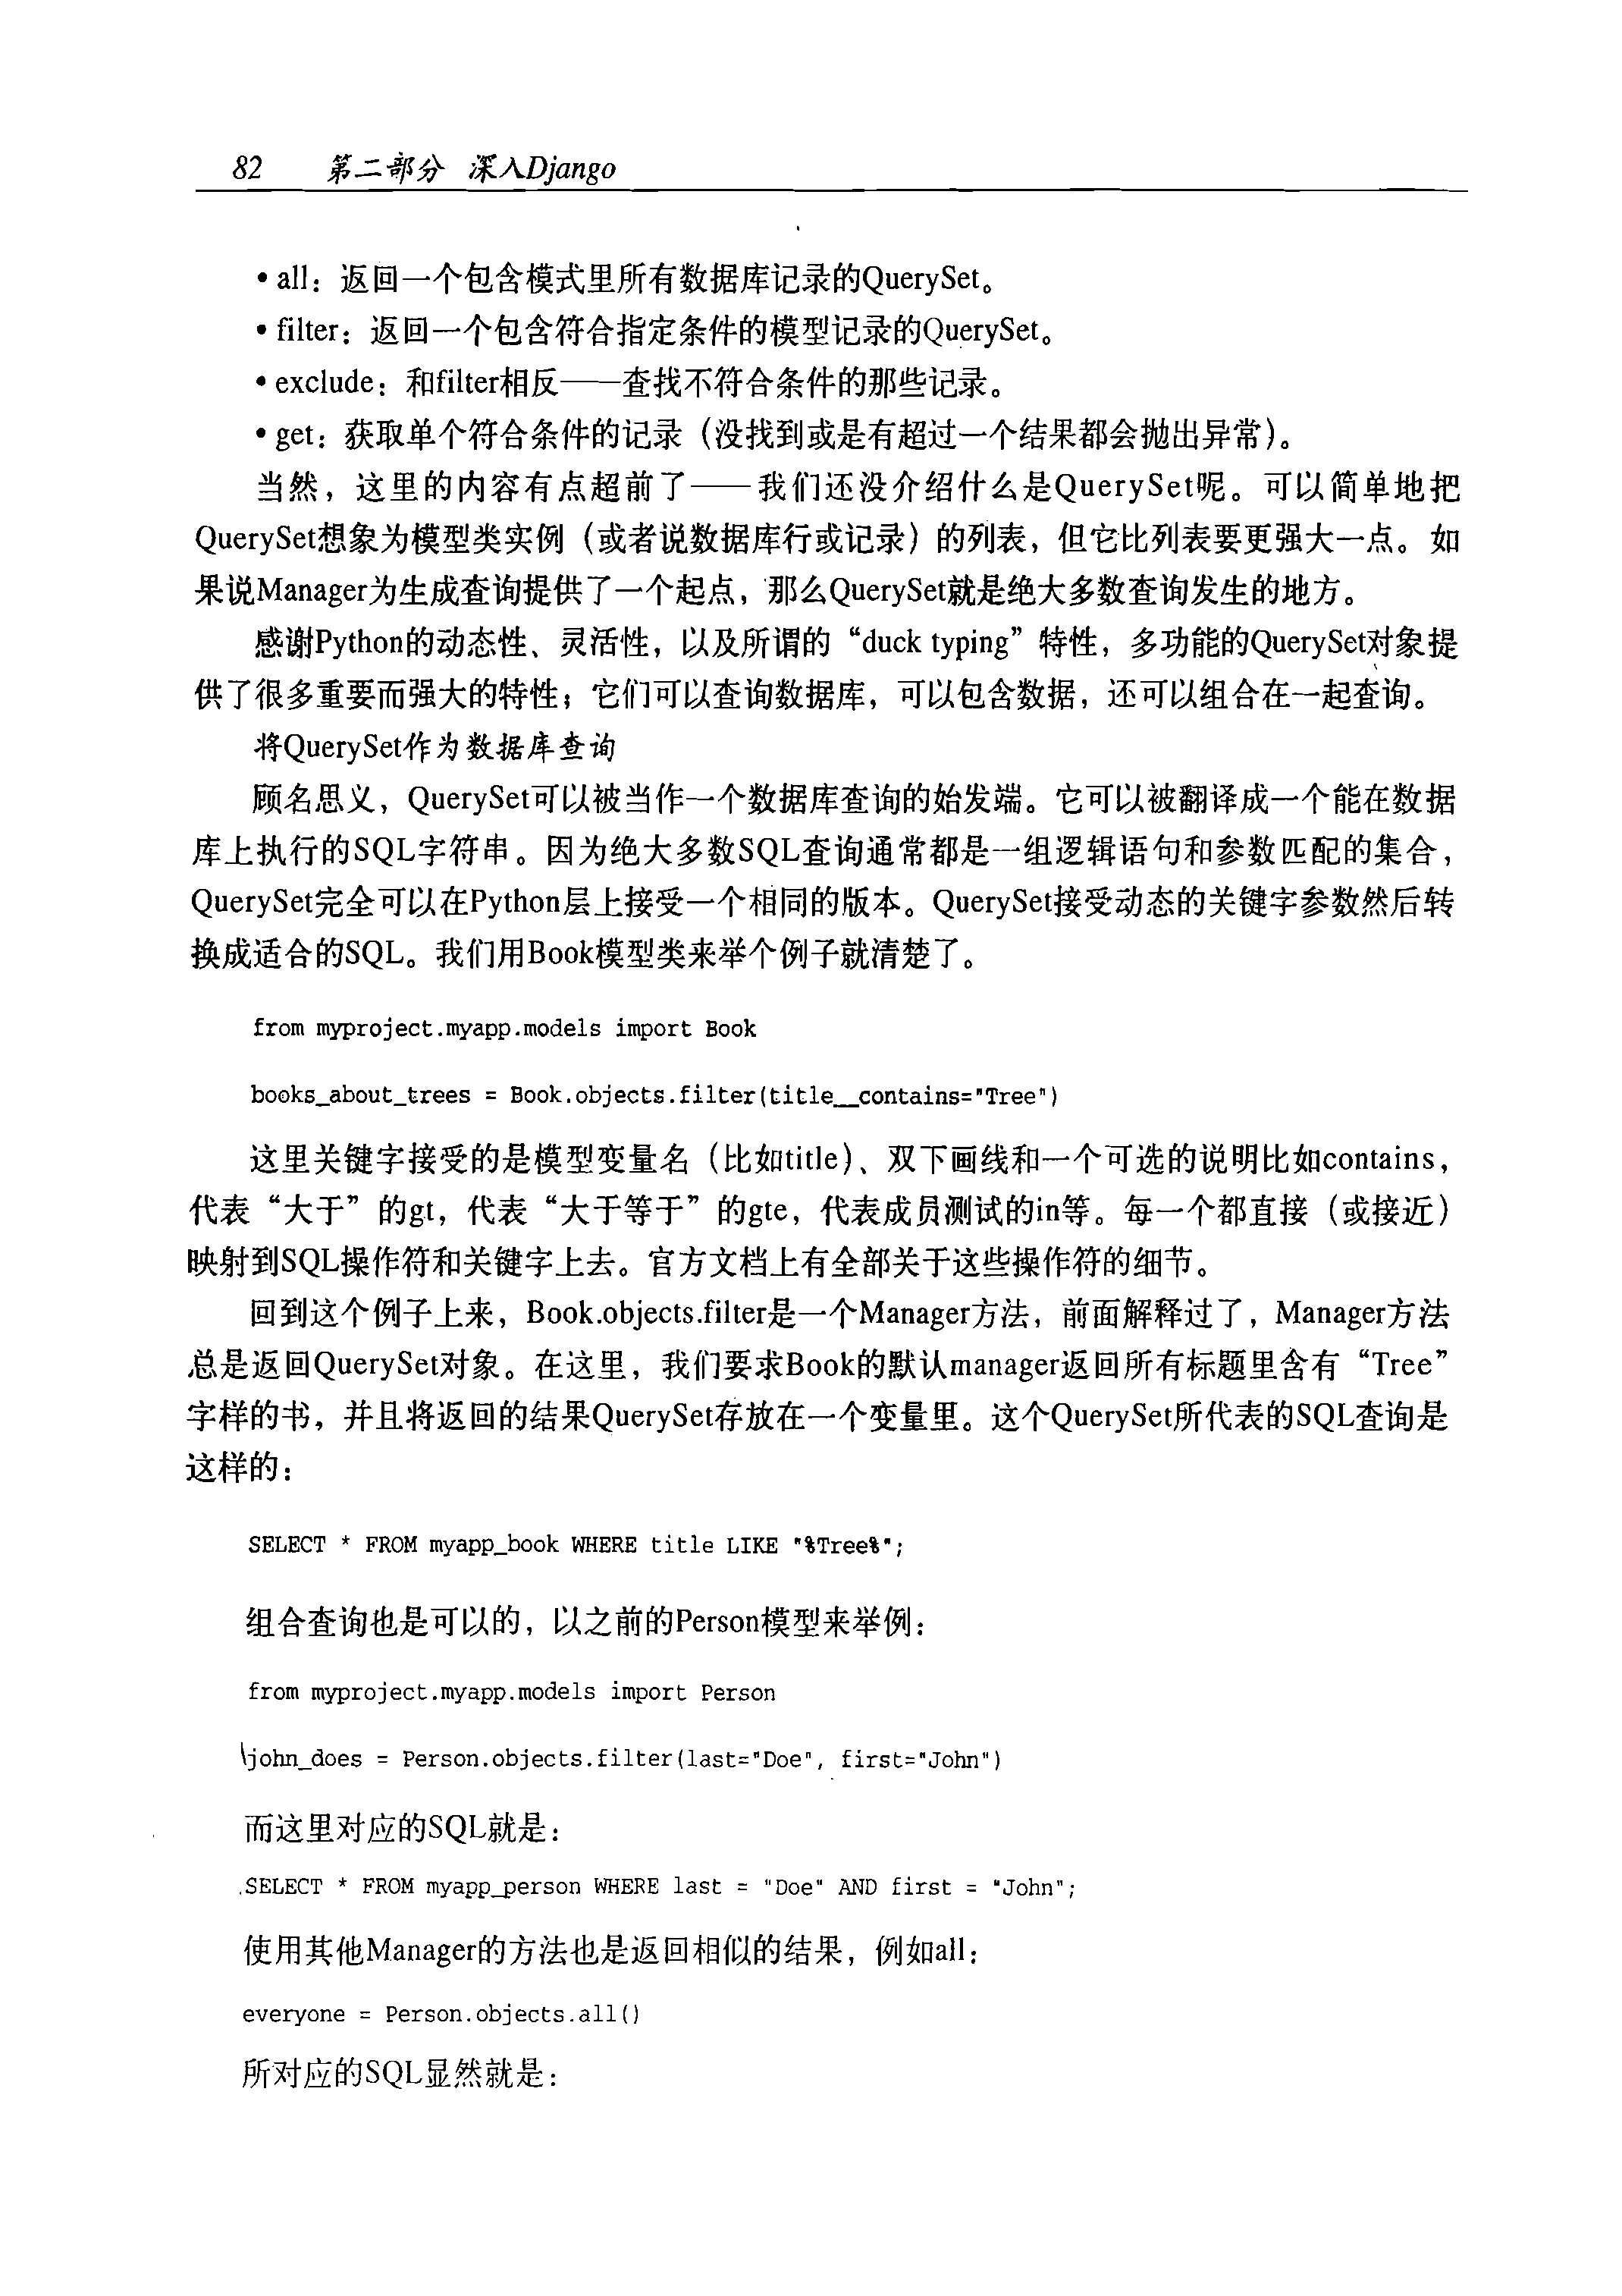 82 第二部分 深入Django
• all：返回一个包含模式里所有数据库记录的QuerySet。
• filter：返回一个包含符合指定条件的模型记录的QuerySet。
• exclude：和filter相反——查找不符合条件的那些记录。
• get：获取单个符合条件的记录（没找到或是有超过一个结果都会抛出异常）。
当然，这里的内容有点超前了——我们还没介绍什么是QuerySet呢。可以简单地把
QuerySet想象为模型类实例（或者说数据库行或记录）的列表，但它比列表要更强大一点。如
果说Manager为生成查询提供了一个起点，那么QuerySet就是绝大多数查询发生的地方。
感谢Python的动态性、灵活性，以及所谓的“duck typing”特性，多功能的QuerySet对象提
供了很多重要而强大的特性；它们可以查询数据库，可以包含数据，还可以组合在一起查询。
将QuerySet作为数据库查询
顾名思义，QuerySet可以被当作一个数据库查询的始发端。它可以被翻译成一个能在数据
库上执行的SQL字符串。因为绝大多数SQL查询通常都是一组逻辑语句和参数匹配的集合，
QuerySet完全可以在Python层上接受一个相同的版本。QuerySet接受动态的关键字参数然后转
换成适合的SQL。我们用Book模型类来举个例子就清楚了。
from myproject.myapp.models import Book
books_about_trees = Book.objects.filter(title__contains="Tree")
这里关键字接受的是模型变量名（比如title）、双下画线和一个可选的说明比如contains，
代表“大于”的gt，代表“大于等于”的gte，代表成员测试的in等。每一个都直接（或接近）
映射到SQL操作符和关键字上去。官方文档上有全部关于这些操作符的细节。
回到这个例子上来，Book.objects.filter是一个Manager方法，前面解释过了，Manager方法
总是返回QuerySet对象。在这里，我们要求Book的默认manager返回所有标题里含有“Tree”
字样的书，并且将返回的结果QuerySet存放在一个变量里。这个QuerySet所代表的SQL查询是
这样的：
SELECT * FROM myapp_book WHERE title LIKE "%Tree%";
组合查询也是可以的，以之前的Person模型来举例：
from myproject.myapp.models import Person
john_does = Person.objects.filter(last="Doe", first="John")
而这里对应的SQL就是：
SELECT * FROM myapp_person WHERE last = "Doe" AND first = "John";
使用其他Manager的方法也是返回相似的结果，例如all：
everyone = Person.objects.all()
所对应的SQL显然就是：